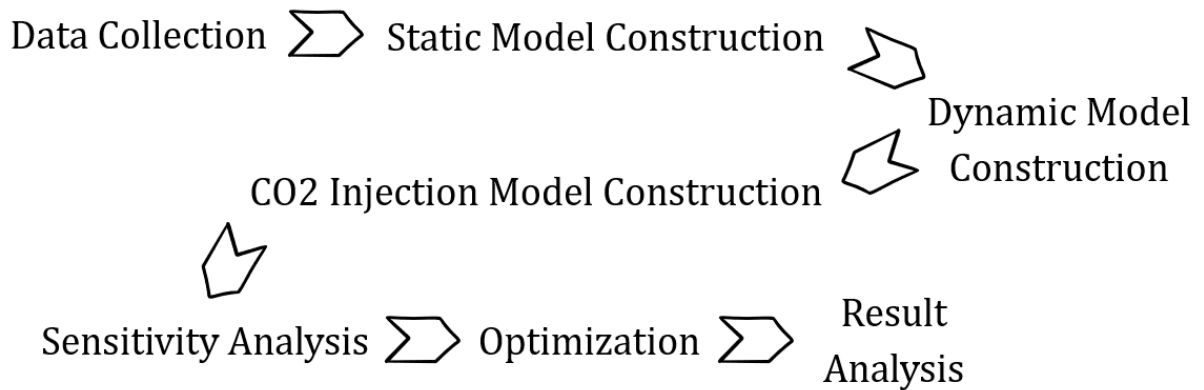 Data Collection
Static Model Construction
Dynamic Model
Construction
CO2 Injection Model Construction
Sensitivity Analysis
Optimization
Result
Analysis